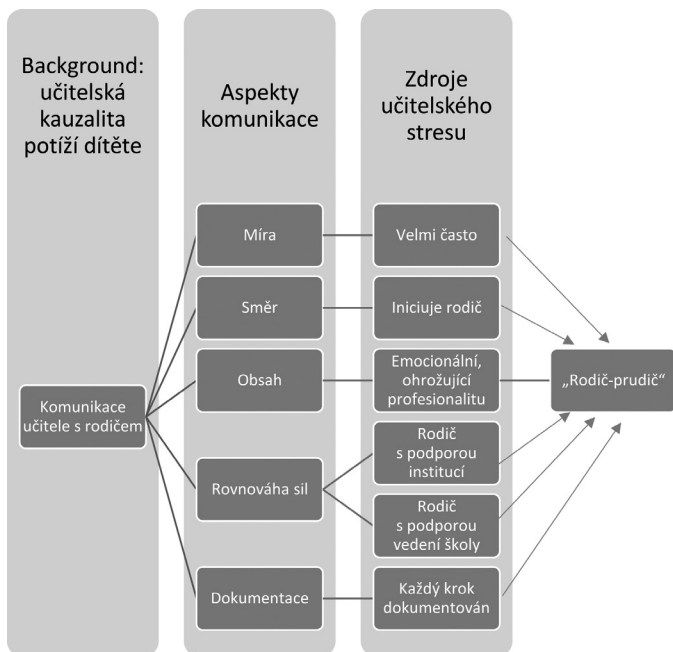 Background:
učitelská
kauzalita
potíží dítěte
Aspekty
komunikace
Zdroje
učitelského
stresu
Komunikace
učitele s rodičem
Míra
Směr
Obsah
Rovnováha sil
Dokumentace
Velmi často
Iniciuje rodič
Emocionální,
ohrožující
profesionalitu
Rodič
s podporou
institucí
Rodič
s podporou
vedení školy
Každý krok
dokumentován
„Rodič-prudič“